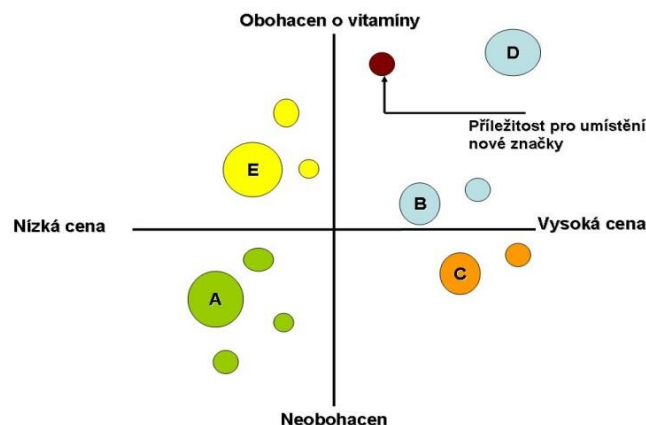 Obohacen o vitamíny
D
Příležitost pro umístění
nové značky
E
B
Nízká cena
Vysoká cena
C
A
Neobohacen